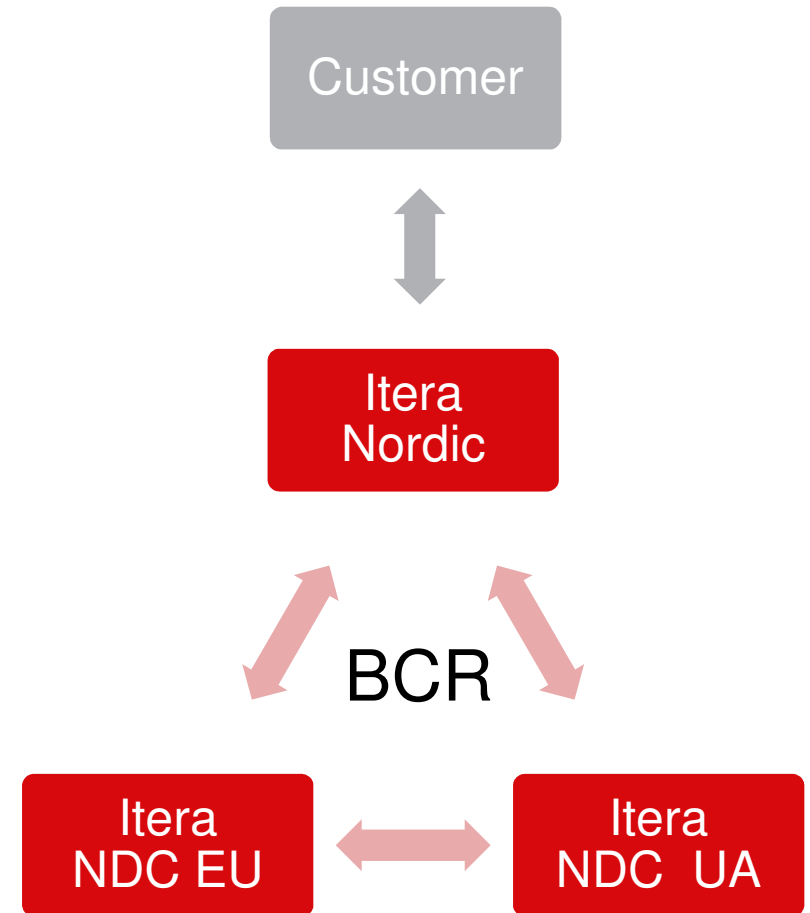 Customer
Itera
Nordic
BCR
Itera
NDC EU
Itera
NDC UA